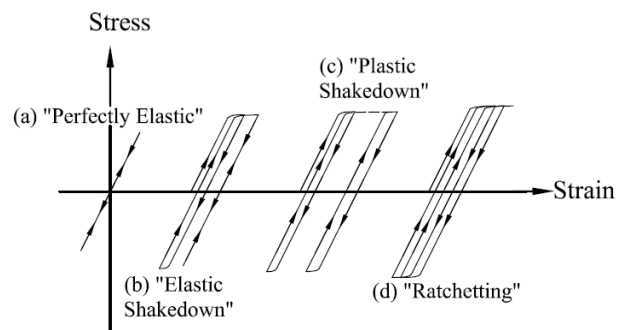 Stress
(c) "Plastic
Shakedown"
(a) "Perfectly Elastic"
Strain
(b) "Elastic
Shakedown"
(d) "Ratchetting"